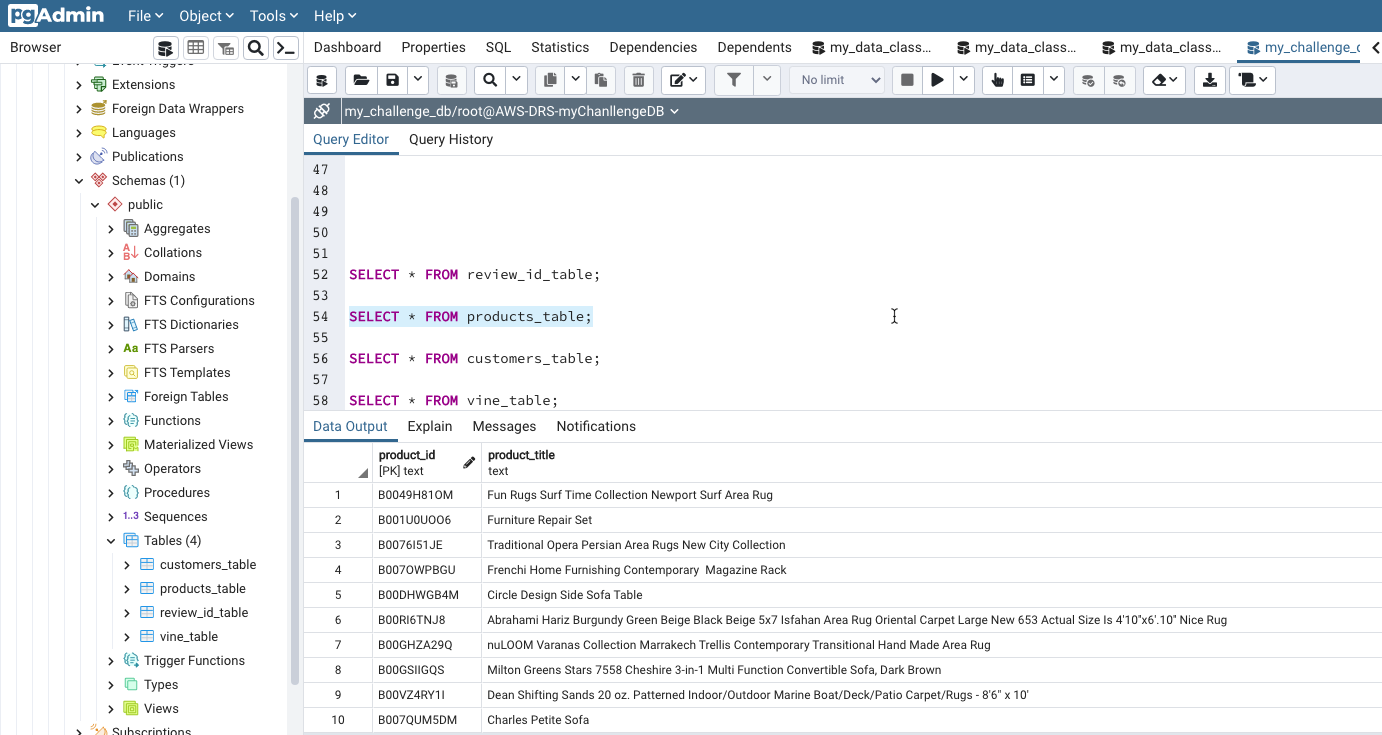 pgAdmin File Object Tools Help
Browser
Dashboard Properties SQL Statistics Dependencies Dependents my_data_class... my_data_class... my_data_class... my_challenge_
Event Triggers
Extensions
Foreign Data Wrappers
Languages
Publications
Schemas (1)
public
Aggregates
Collations
Domains
FTS Configurations
FTS Dictionaries
Aa FTS Parsers
FTS Templates
Foreign Tables
Functions
Materialized Views
Operators
Procedures
1..3 Sequences
Tables (4)
customers_table
products_table
review_id_table
vine_table
Trigger Functions
Types
Views
Subscriptions
No limit
my_challenge_db/root@AWS-DRS-myChanllengeDB
Query Editor Query History
47
48
49
50
51
52 SELECT * FROM review_id_table;
53
54 SELECT * FROM products_table;
55
56 SELECT * FROM customers_table;
57
58 SELECT * FROM vine_table;
Data Output Explain Messages Notifications
product_id product_title
[PK] text text
1 B0049H81OM Fun Rugs Surf Time Collection Newport Surf Area Rug
2 B001U0UOO6 Furniture Repair Set
3 B0076I51JE Traditional Opera Persian Area Rugs New City Collection
4 B007OWPBGU Frenchi Home Furnishing Contemporary  Magazine Rack
5 B00DHWGB4M Circle Design Side Sofa Table
6 B00RI6TNJ8 Abrahami Hariz Burgundy Green Beige Black Beige 5x7 Isfahan Area Rug Oriental Carpet Large New 653 Actual Size Is 4'10"x6'.10" Nice Rug
7 B00GHZA29Q nuLOOM Varanas Collection Marrakech Trellis Contemporary Transitional Hand Made Area Rug
8 B00GSIIGQS Milton Greens Stars 7558 Cheshire 3-in-1 Multi Function Convertible Sofa, Dark Brown
9 B00VZ4RY1I Dean Shifting Sands 20 oz. Patterned Indoor/Outdoor Marine Boat/Deck/Patio Carpet/Rugs - 8'6" x 10'
10 B007QUM5DM Charles Petite Sofa